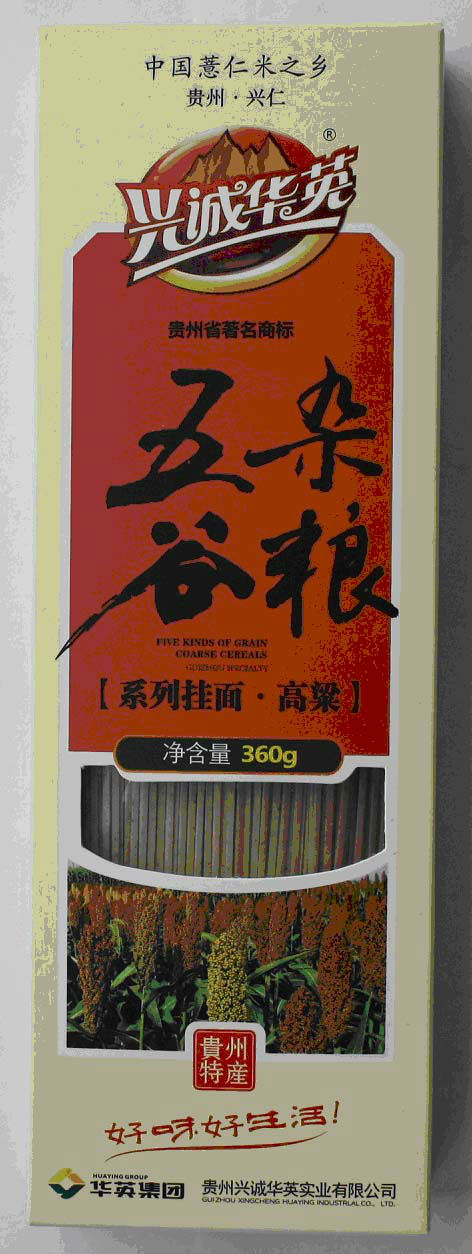 中国薏仁米之乡
贵州·兴仁
®
兴诚华英
贵州省著名商标
五谷
杂粮
FIVE KINDS OF GRAIN
COARSE CEREALS
GUIZHOU SPECIALTY
【系列挂面·高粱】
净含量 360g
貴州
特産
好味好生活!
HUAYING GROUP
华英集团
贵州兴诚华英实业有限公司
GUIZHOU XINGCHENG HUAYING INDUSTRLAL CO., LTD.